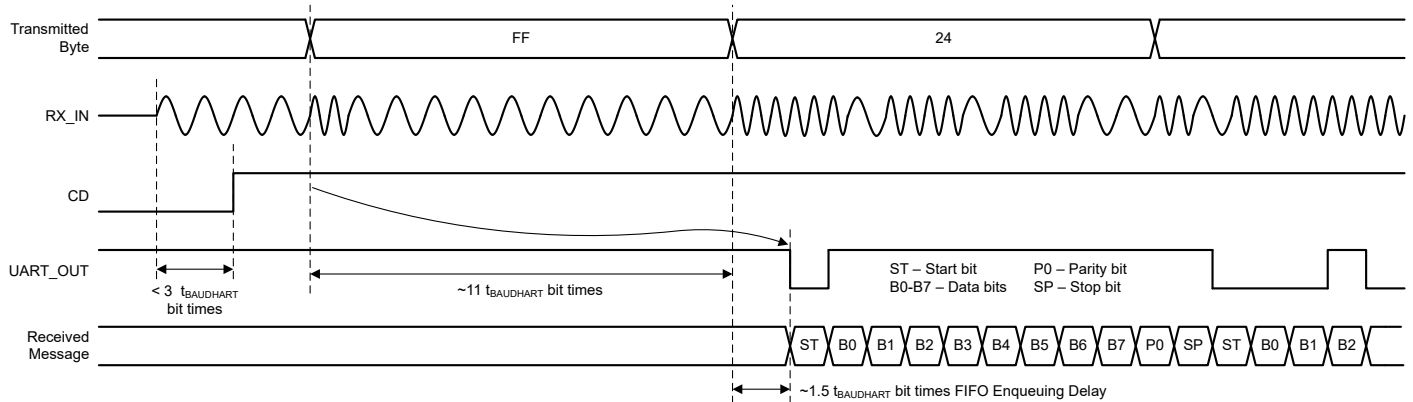 Transmitted
Byte
FF
24
RX_IN
CD
UART_OUT
ST – Start bit P0 – Parity bit
B0-B7 – Data bits SP – Stop bit
< 3 tBAUDHART
bit times
~11 tBAUDHART bit times
Received
Message
ST B0 B1 B2 B3 B4 B5 B6 B7 P0 SP ST B0 B1 B2
~1.5 tBAUDHART bit times FIFO Enqueuing Delay